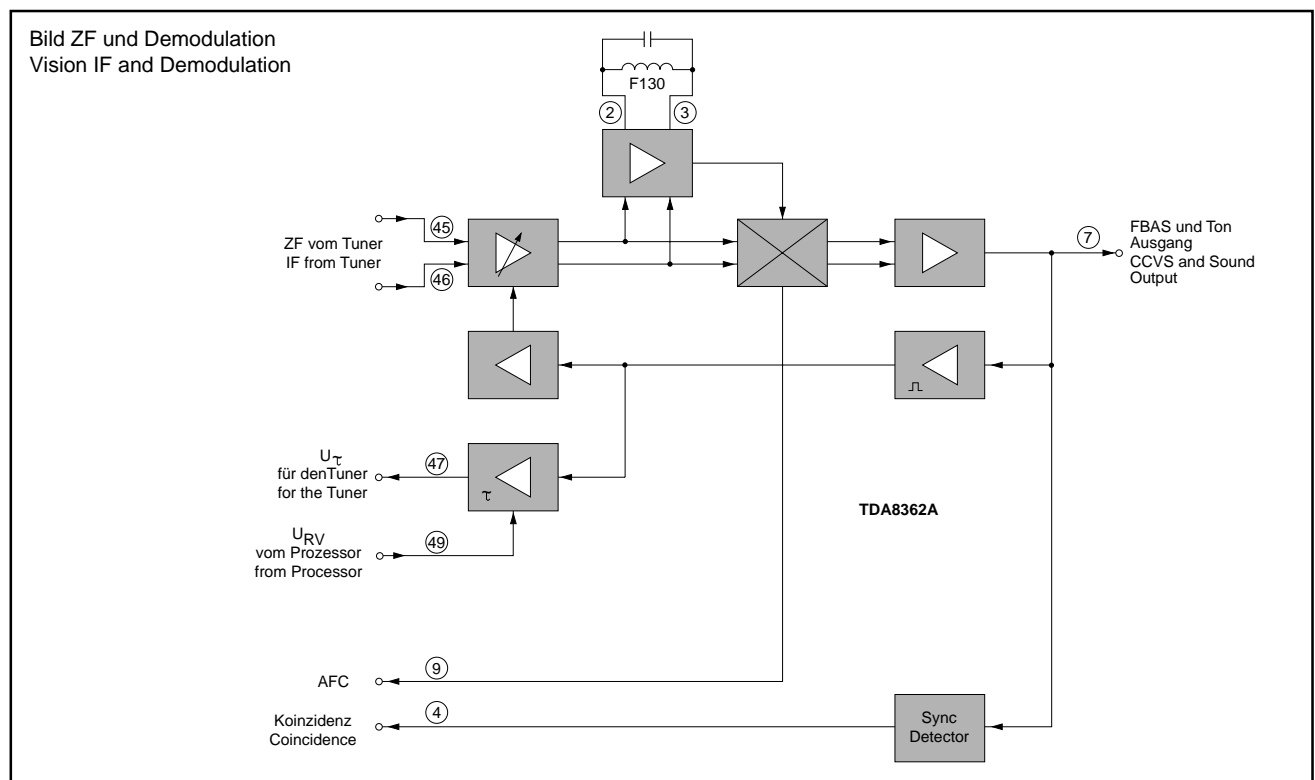 Bild ZF und Demodulation
Vision IF and Demodulation
F130
2
3
45
ZF vom Tuner
IF from Tuner
46
7
FBAS und Ton
Ausgang
CCVS and Sound
Output
Uτ
für denTuner
for the Tuner
47
τ
TDA8362A
URV
vom Prozessor
from Processor
49
AFC
9
Koinzidenz
Coincidence
4
Sync
Detector